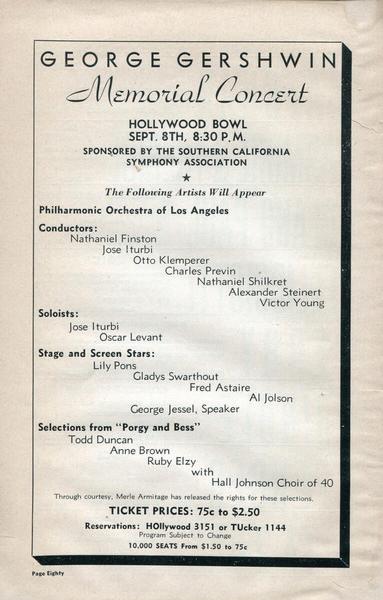 GEORGE GERSHWIN
Memorial Concert
HOLLYWOOD BOWL
SEPT. 8TH, 8:30 P.M.
SPONSORED BY THE SOUTHERN CALIFORNIA
SYMPHONY ASSOCIATION
★
The Following Artists Will Appear
Philharmonic Orchestra of Los Angeles
Conductors:
Nathaniel Finston
Jose Iturbi
Otto Klemperer
Charles Previn
Nathaniel Shilkret
Alexander Steinert
Victor Young
Soloists:
Jose Iturbi
Oscar Levant
Stage and Screen Stars:
Lily Pons
Gladys Swarthout
Fred Astaire
Al Jolson
George Jessel, Speaker
Selections from "Porgy and Bess"
Todd Duncan
Anne Brown
Ruby Elzy
with
Hall Johnson Choir of 40
Through courtesy, Merle Armitage has released the rights for these selections.
TICKET PRICES: 75c to $2.50
Reservations: HOllywood 3151 or TUcker 1144
Program Subject to Change
10,000 SEATS From $1.50 to 75c
Page Eighty